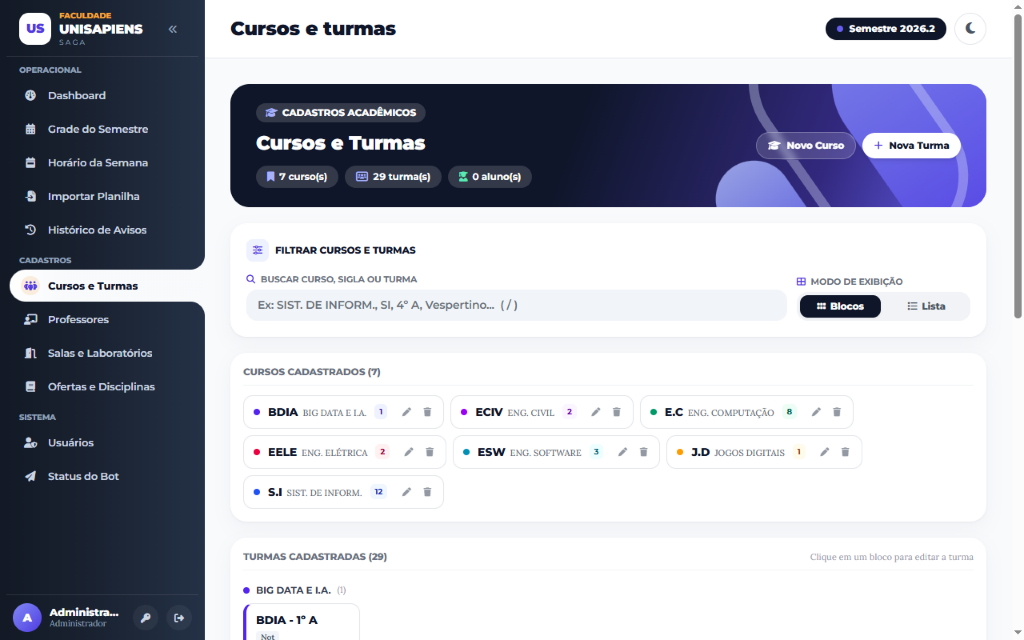 US
FACULDADE
UNISAPIENS
SAGA
«
OPERACIONAL
Dashboard
Grade do Semestre
Horário da Semana
Importar Planilha
Histórico de Avisos
CADASTROS
Cursos e Turmas
Professores
Salas e Laboratórios
Ofertas e Disciplinas
SISTEMA
Usuários
Status do Bot
A
Administra...
Administrador
Cursos e turmas
Semestre 2026.2
CADASTROS ACADÊMICOS
Cursos e Turmas
7 curso(s)
29 turma(s)
0 aluno(s)
Novo Curso
+ Nova Turma
FILTRAR CURSOS E TURMAS
BUSCAR CURSO, SIGLA OU TURMA
Ex: SIST. DE INFORM., SI, 4º A, Vespertino... ( / )
MODO DE EXIBIÇÃO
Blocos
Lista
CURSOS CADASTRADOS (7)
BDIA BIG DATA E I.A. 1
ECIV ENG. CIVIL 2
E.C ENG. COMPUTAÇÃO 8
EELE ENG. ELÉTRICA 2
ESW ENG. SOFTWARE 3
J.D JOGOS DIGITAIS 1
S.I SIST. DE INFORM. 12
TURMAS CADASTRADAS (29)
Clique em um bloco para editar a turma
BIG DATA E I.A. (1)
BDIA - 1º A
Not